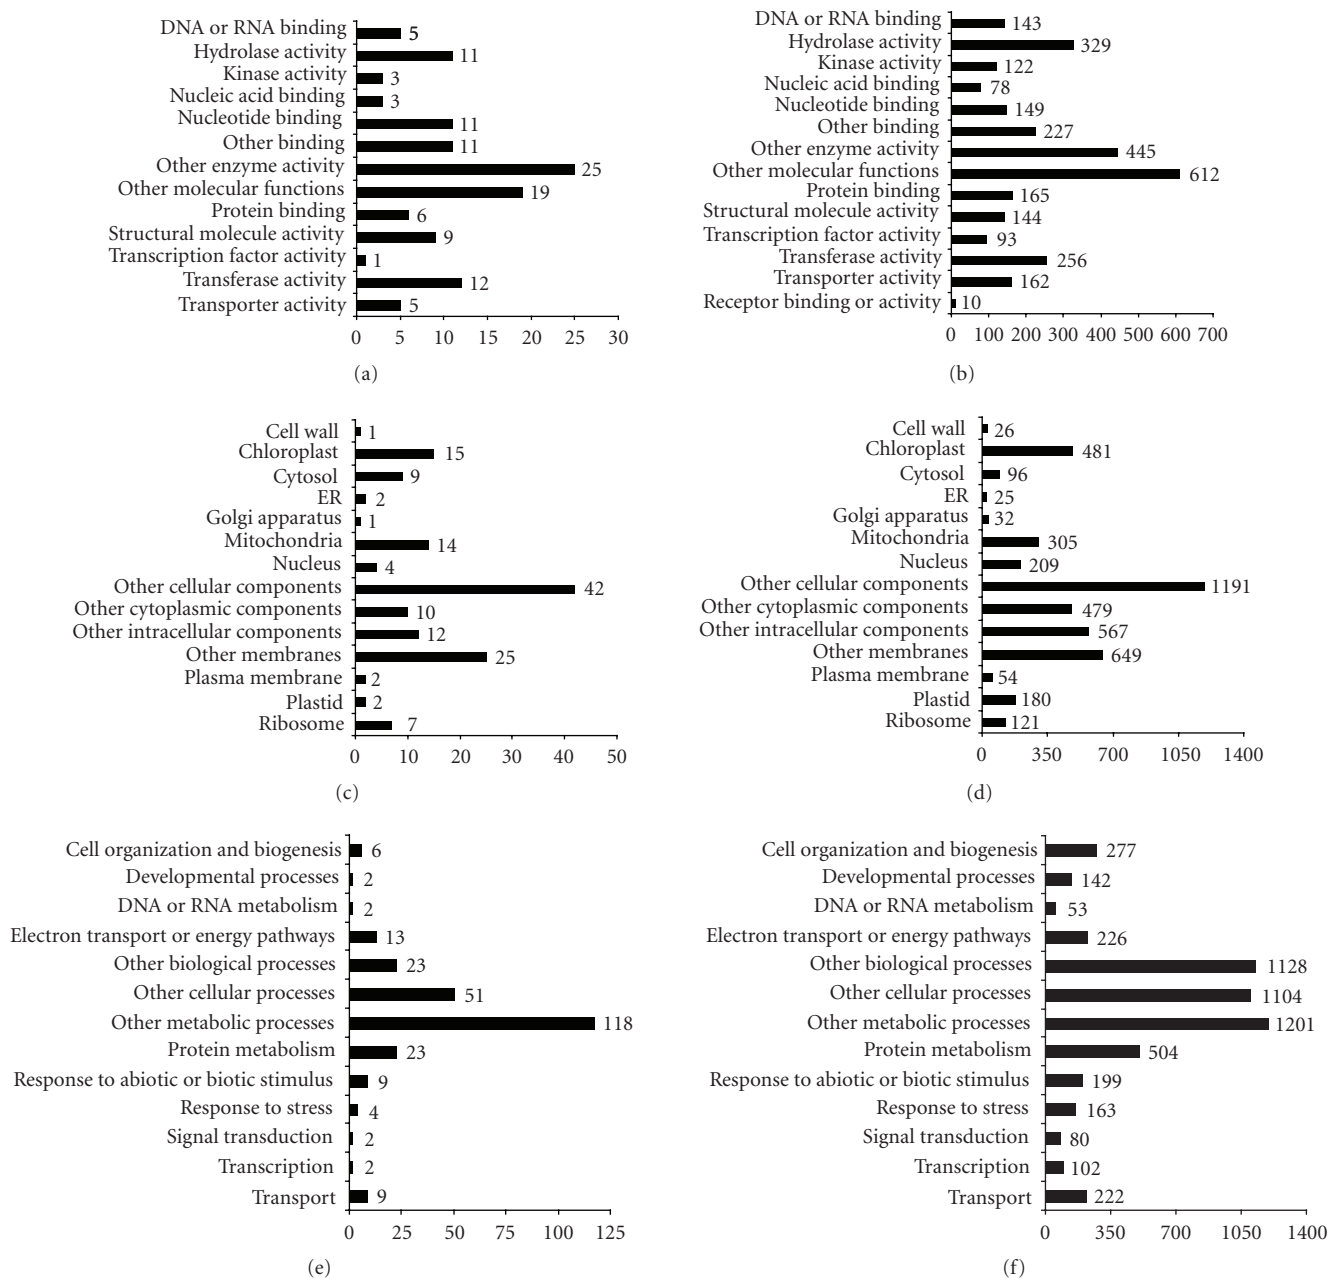 DNA or RNA binding 5
Hydrolase activity 11
Kinase activity 3
Nucleic acid binding 3
Nucleotide binding 11
Other binding 11
Other enzyme activity 25
Other molecular functions 19
Protein binding 6
Structural molecule activity 9
Transcription factor activity 1
Transferase activity 12
Transporter activity 5
0 5 10 15 20 25 30
(a)
DNA or RNA binding 143
Hydrolase activity 329
Kinase activity 122
Nucleic acid binding 78
Nucleotide binding 149
Other binding 227
Other enzyme activity 445
Other molecular functions 612
Protein binding 165
Structural molecule activity 144
Transcription factor activity 93
Transferase activity 256
Transporter activity 162
Receptor binding or activity 10
0 100 200 300 400 500 600 700
(b)
Cell wall 1
Chloroplast 15
Cytosol 9
ER 2
Golgi apparatus 1
Mitochondria 14
Nucleus 4
Other cellular components 42
Other cytoplasmic components 10
Other intracellular components 12
Other membranes 25
Plasma membrane 2
Plastid 2
Ribosome 7
0 10 20 30 40 50
(c)
Cell wall 26
Chloroplast 481
Cytosol 96
ER 25
Golgi apparatus 32
Mitochondria 305
Nucleus 209
Other cellular components 1191
Other cytoplasmic components 479
Other intracellular components 567
Other membranes 649
Plasma membrane 54
Plastid 180
Ribosome 121
0 350 700 1050 1400
(d)
Cell organization and biogenesis 6
Developmental processes 2
DNA or RNA metabolism 2
Electron transport or energy pathways 13
Other biological processes 23
Other cellular processes 51
Other metabolic processes 118
Protein metabolism 23
Response to abiotic or biotic stimulus 9
Response to stress 4
Signal transduction 2
Transcription 2
Transport 9
0 25 50 75 100 125
(e)
Cell organization and biogenesis 277
Developmental processes 142
DNA or RNA metabolism 53
Electron transport or energy pathways 226
Other biological processes 1128
Other cellular processes 1104
Other metabolic processes 1201
Protein metabolism 504
Response to abiotic or biotic stimulus 199
Response to stress 163
Signal transduction 80
Transcription 102
Transport 222
0 350 700 1050 1400
(f)